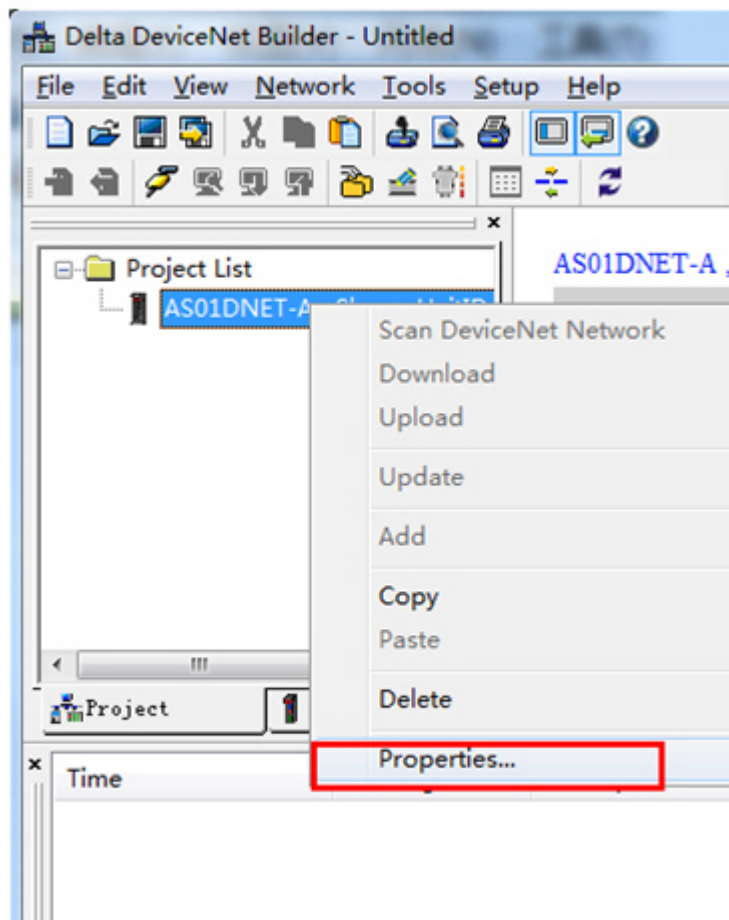 Delta DeviceNet Builder - Untitled
File Edit View Network Tools Setup Help
Project List
AS01DNET-A ,
AS01DNET-A
Scan DeviceNet Network
Download
Upload
Update
Add
Copy
Paste
Delete
Properties...
Project
Time